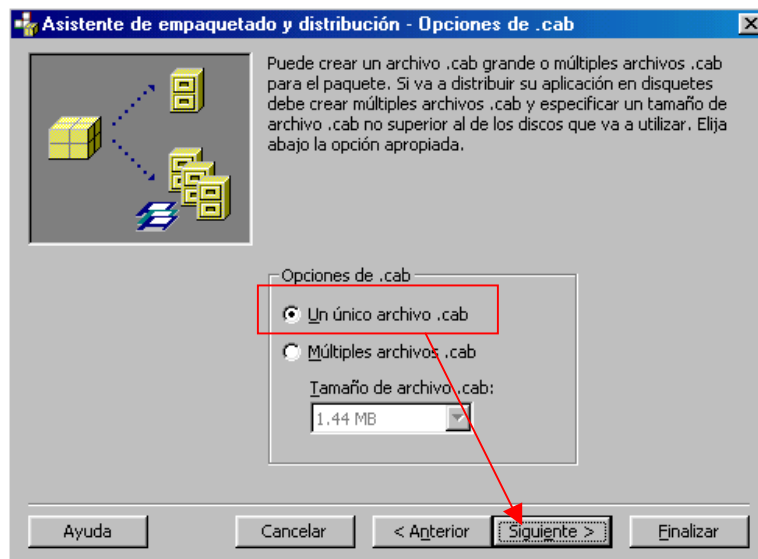 Asistente de empaquetado y distribución - Opciones de .cab
Puede crear un archivo .cab grande o múltiples archivos .cab
para el paquete. Si va a distribuir su aplicación en disquetes
debe crear múltiples archivos .cab y especificar un tamaño de
archivo .cab no superior al de los discos que va a utilizar. Elija
abajo la opción apropiada.
Opciones de .cab
Un único archivo .cab
Múltiples archivos .cab
Tamaño de archivo .cab:
1.44 MB
Ayuda
Cancelar
< Anterior
Siguiente >
Finalizar